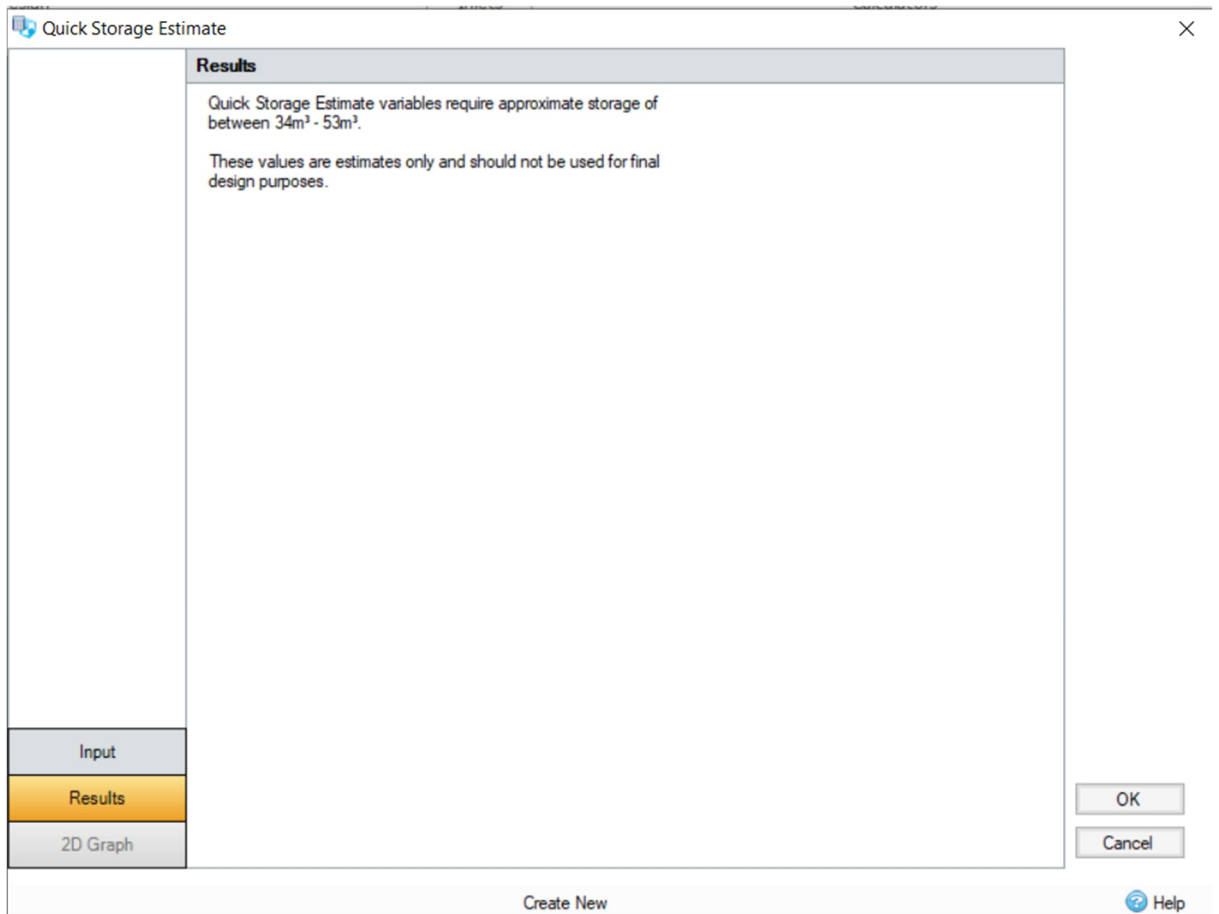 Quick Storage Estimate
Results
Quick Storage Estimate variables require approximate storage of
between 34m³ - 53m³.
These values are estimates only and should not be used for final
design purposes.
Input
Results
2D Graph
OK
Cancel
Create New
Help